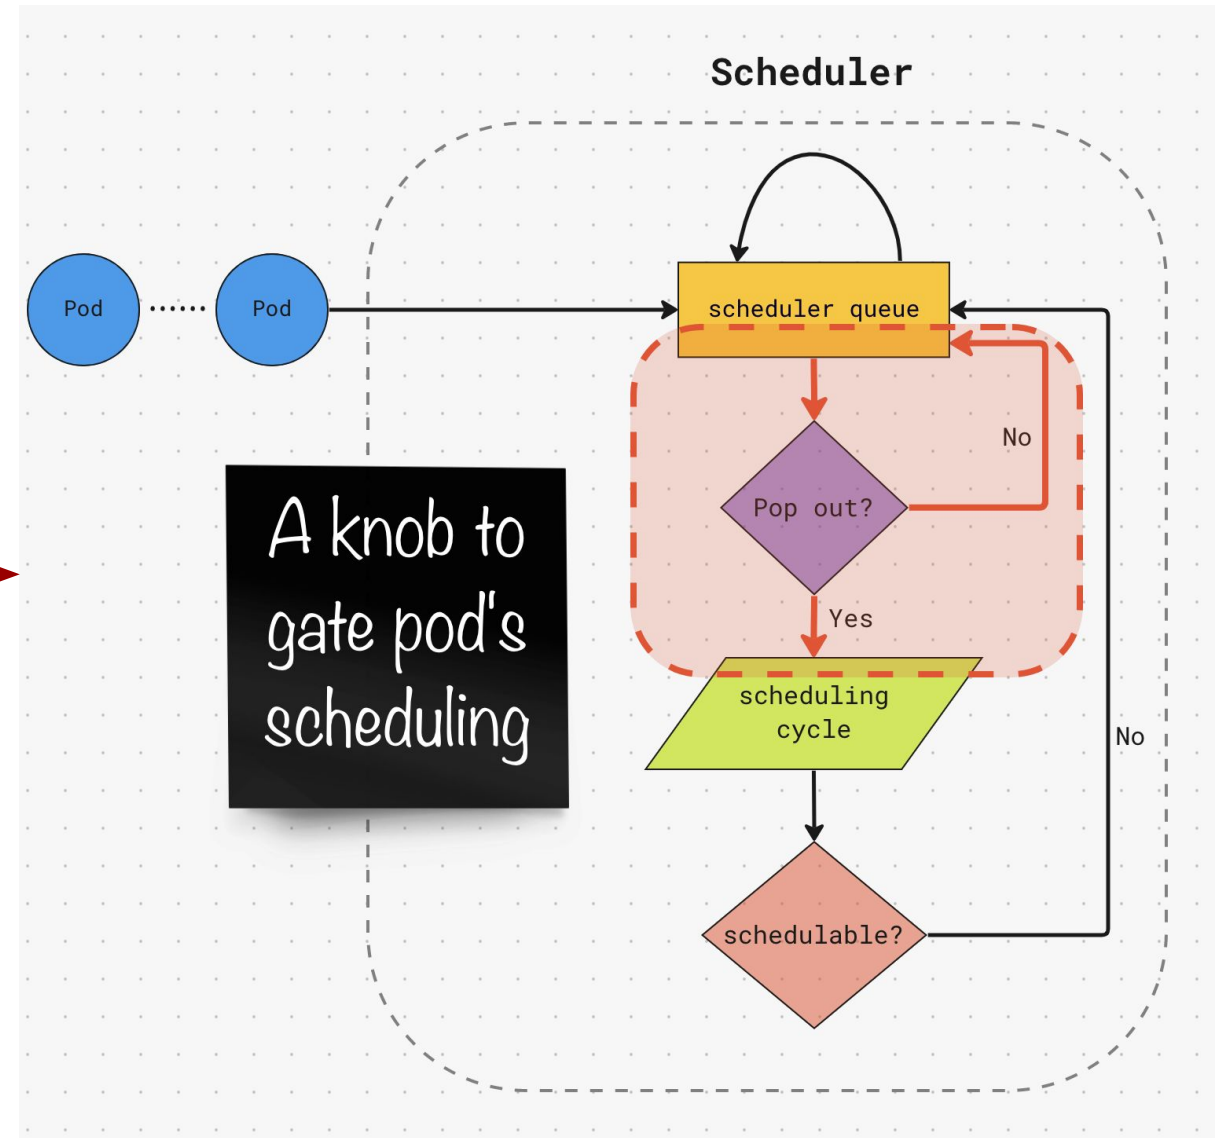 Scheduler
Pod
Pod
scheduler queue
No
Pop out?
Yes
A knob to
gate pod's
scheduling
scheduling
cycle
No
schedulable?